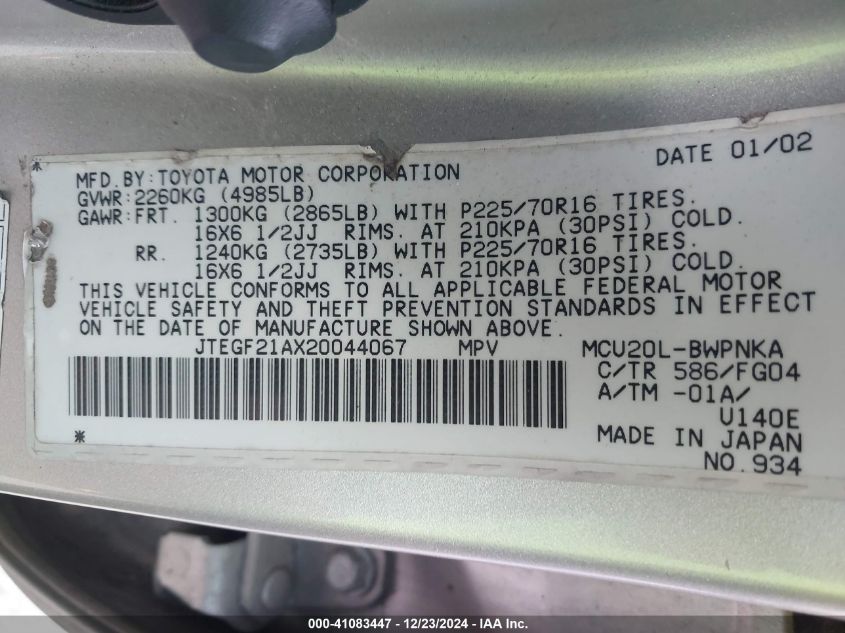 DATE 01/02
MFD.BY:TOYOTA MOTOR CORPORATION
GVWR:2260KG (4985LB)
GAWR:FRT. 1300KG (2865LB) WITH P225/70R16 TIRES.
16X6 1/2JJ RIMS. AT 210KPA (30PSI) COLD.
RR. 1240KG (2735LB) WITH P225/70R16 TIRES.
16X6 1/2JJ RIMS. AT 210KPA (30PSI) COLD.
THIS VEHICLE CONFORMS TO ALL APPLICABLE FEDERAL MOTOR
VEHICLE SAFETY AND THEFT PREVENTION STANDARDS IN EFFECT
ON THE DATE OF MANUFACTURE SHOWN ABOVE.
JTEGF21AX20044067 MPV MCU20L-BWPNKA
C/TR 586/FG04
A/TM -01A/
U140E
MADE IN JAPAN
NO.934
000-41083447 - 12/23/2024 - IAA Inc.